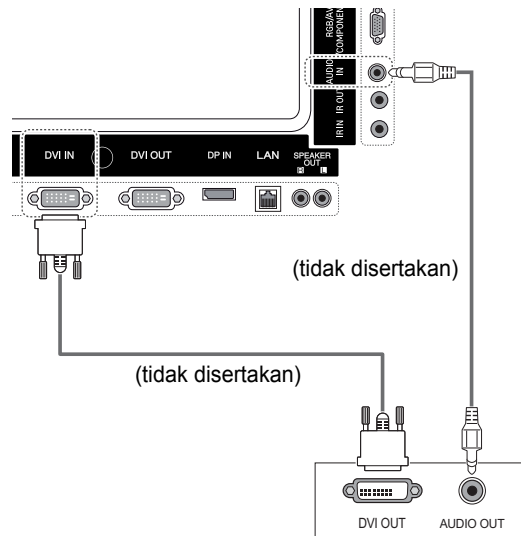 RGB/AV
COMPONENT
AUDIO
IN
IR OUT
IR IN
DVI IN
DVI OUT
DP IN
LAN
SPEAKER
OUT
R L
(tidak disertakan)
(tidak disertakan)
DVI OUT
AUDIO OUT